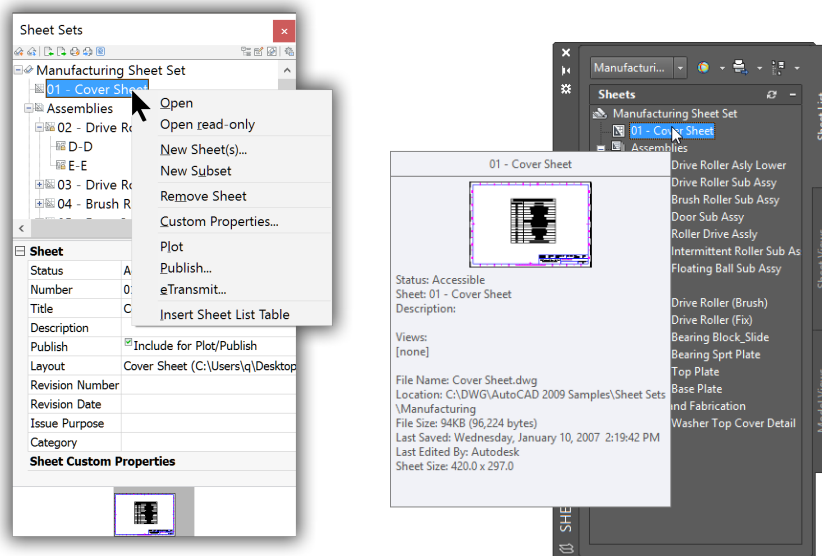 Sheet Sets
Manufacturing Sheet Set
01 - Cover Sheet
Assemblies
02 - Drive Ro
D-D
E-E
03 - Drive Ro
04 - Brush R
Open
Open read-only
New Sheet(s)...
New Subset
Remove Sheet
Custom Properties...
Plot
Publish...
eTransmit...
Insert Sheet List Table
Sheet
Status
Number
Title
Description
Publish
Include for Plot/Publish
Layout
Cover Sheet (C:\Users\q\Desktop
Revision Number
Revision Date
Issue Purpose
Category
Sheet Custom Properties
Manufacturi...
Sheets
Manufacturing Sheet Set
01 - Cover Sheet
Assemblies
Drive Roller Asly Lower
Drive Roller Sub Assy
Brush Roller Sub Assy
Door Sub Assy
Roller Drive Assly
Intermittent Roller Sub As
Floating Ball Sub Assy
Drive Roller (Brush)
Drive Roller (Fix)
Bearing Block_Slide
Bearing Sprt Plate
Top Plate
Base Plate
nd Fabrication
Washer Top Cover Detail
Sheet List
Sheet Views
Model Views
SHE
01 - Cover Sheet
Status: Accessible
Sheet: 01 - Cover Sheet
Description:
Views:
[none]
File Name: Cover Sheet.dwg
Location: C:\DWG\AutoCAD 2009 Samples\Sheet Sets
\Manufacturing
File Size: 94KB (96,224 bytes)
Last Saved: Wednesday, January 10, 2007 2:19:42 PM
Last Edited By: Autodesk
Sheet Size: 420.0 x 297.0